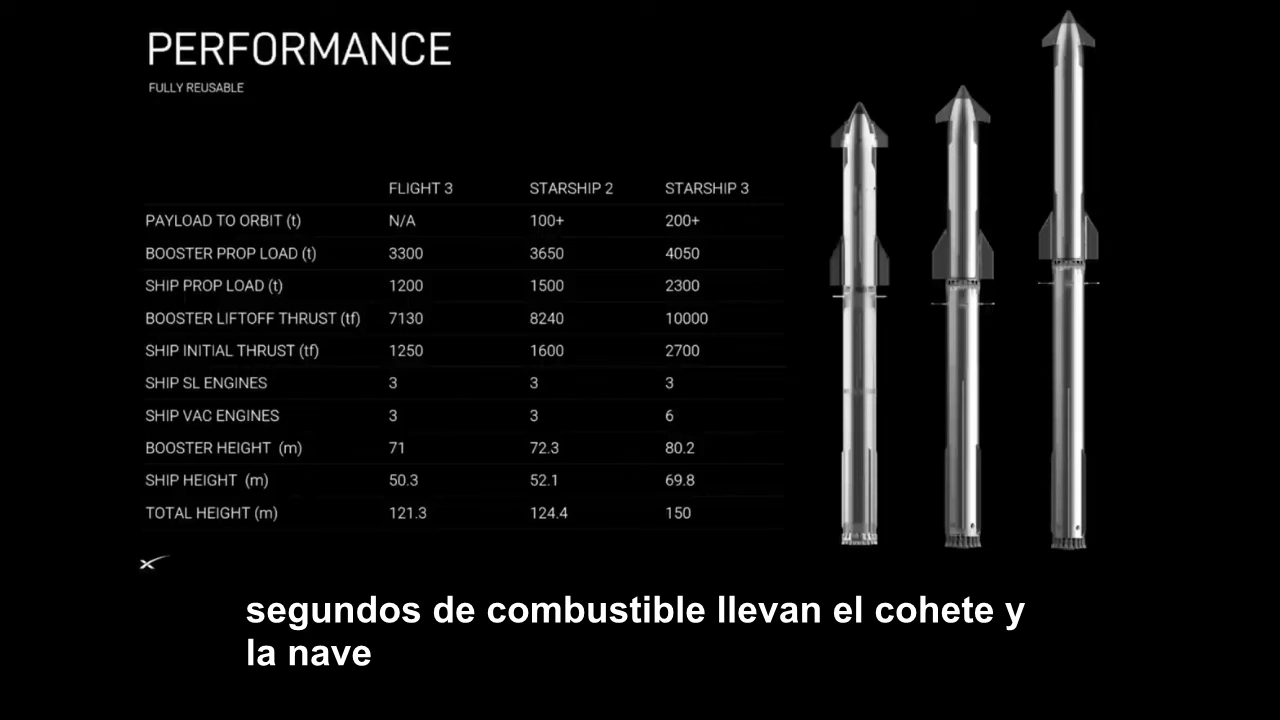 PERFORMANCE
FULLY REUSABLE
FLIGHT 3 STARSHIP 2 STARSHIP 3
PAYLOAD TO ORBIT (t) N/A 100+ 200+
BOOSTER PROP LOAD (t) 3300 3650 4050
SHIP PROP LOAD (t) 1200 1500 2300
BOOSTER LIFTOFF THRUST (tf) 7130 8240 10000
SHIP INITIAL THRUST (tf) 1250 1600 2700
SHIP SL ENGINES 3 3 3
SHIP VAC ENGINES 3 3 6
BOOSTER HEIGHT (m) 71 72.3 80.2
SHIP HEIGHT (m) 50.3 52.1 69.8
TOTAL HEIGHT (m) 121.3 124.4 150
segundos de combustible llevan el cohete y
la nave